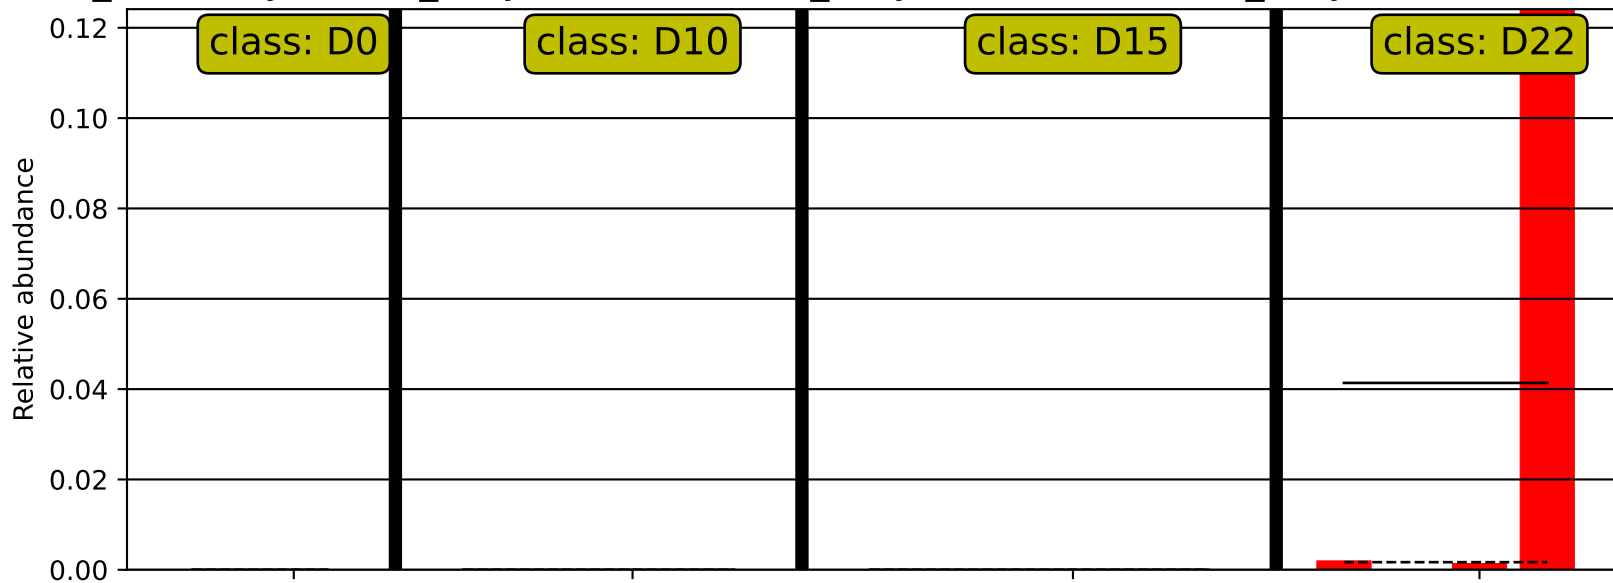 class: D0
class: D10
class: D15
class: D22
0.12
0.10
0.08
0.06
0.04
0.02
0.00
Relative abundance